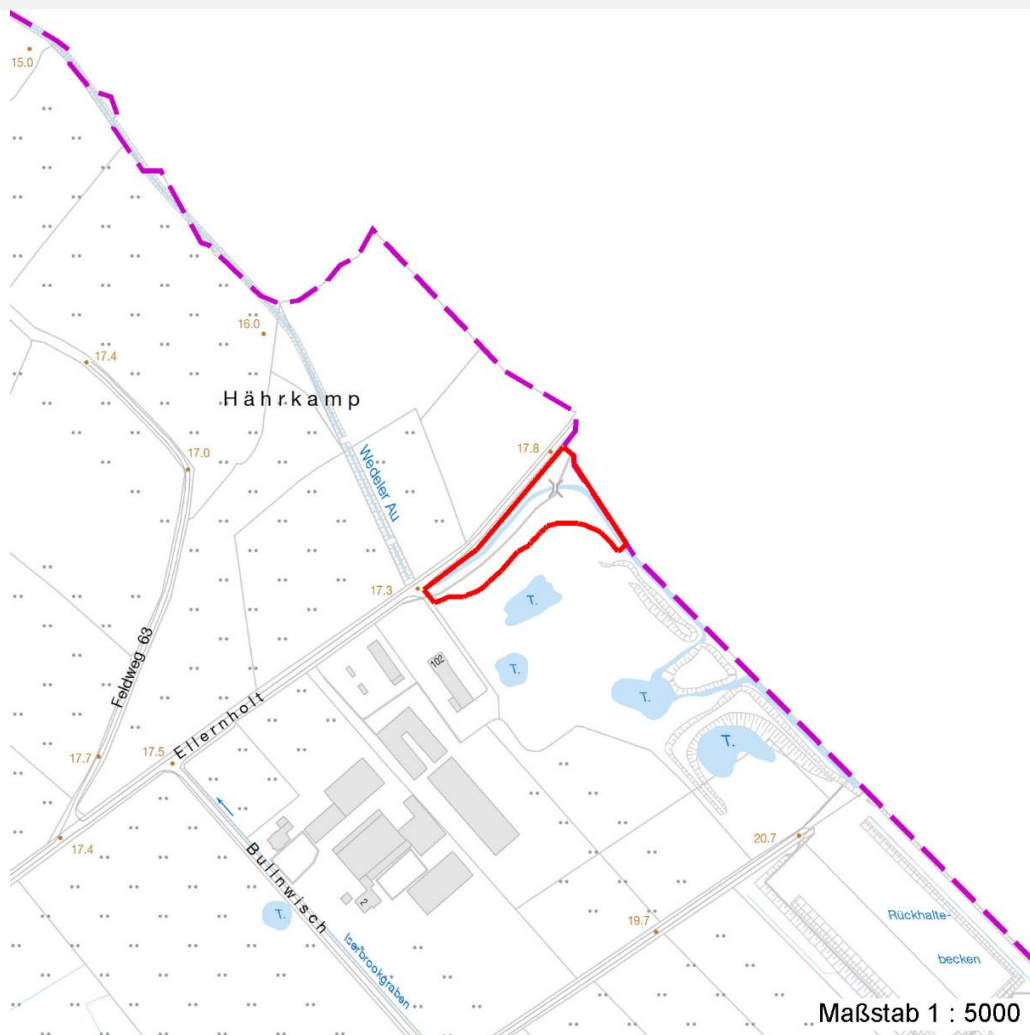 15.0
16.0
17.4
Hährkamp
17.0
17.8
Wedeler Au
17.3
T.
102
T.
Feldweg 63
T.
Ellernholt
T.
17.7
17.5
20.7
17.4
Bullnwisch
2
T.
Rückhalte-
19.7
Iserbrookgraben
becken
Maßstab 1 : 5000